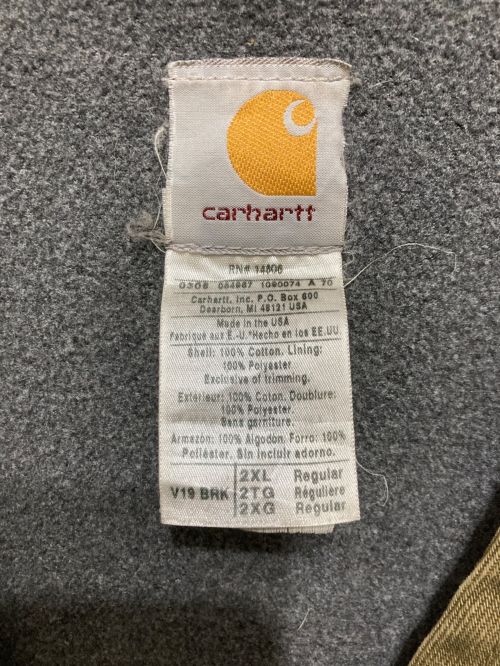 carhartt
RN# 14806
0308 084967 1090074 A 70
Carhartt, Inc. P.O. Box 600
Dearborn, MI 48121 USA
Made in the USA
Fabriqué aux É.-U.*Hecho en los EE.UU
Shell: 100% Cotton. Lining:
100% Polyester
Exclusive of trimming.
Extérieur: 100% Coton. Doublure:
100% Polyester.
Sans garniture.
Armazón: 100% Algodón. Forro: 100%
Poliéster. Sin incluir adorno.
2XL Regular
V19 BRK 2TG Régulière
2XG Regular